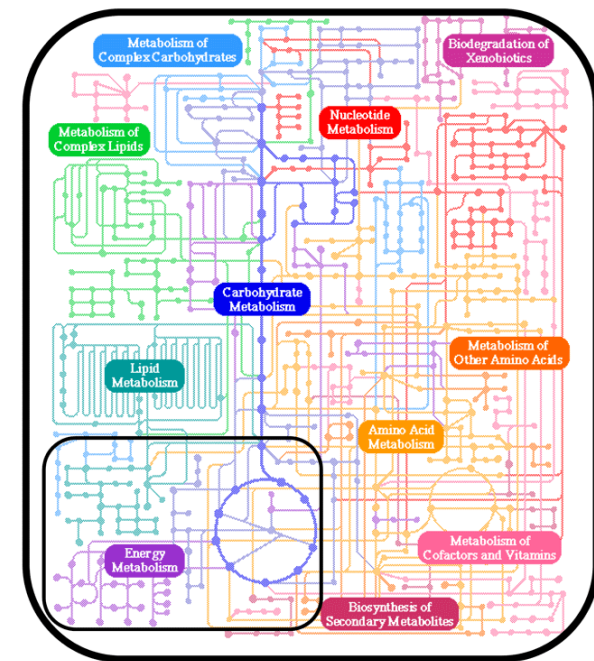 Metabolism of
Complex Carbohydrates
Biodegradation of
Xenobiotics
Nucleotide
Metabolism
Metabolism of
Complex Lipids
Carbohydrate
Metabolism
Metabolism of
Other Amino Acids
Lipid
Metabolism
Amino Acid
Metabolism
Metabolism of
Cofactors and Vitamins
Energy
Metabolism
Biosynthesis of
Secondary Metabolites